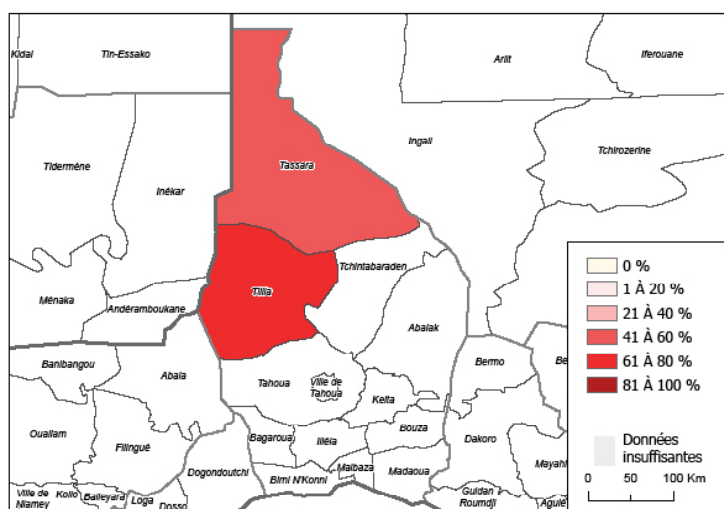 Kidal
Tin-Essako
Arlit
Iferouane
Tassara
Ingall
Tchirozerine
Tidermène
Inékar
Tillia
Tchintabaraden
Ménaka
Andéramboukane
Abalak
Banibangou
Abala
Tahoua
Ville de
Tahoua
Keita
Bermo
Be
Ouallam
Filingué
Bagaroua
Illéla
Bouza
Dakoro
Dogondoutchi
Malbaza
Madaoua
Mayahi
Birni N'Konni
Ville de
Niamey
Kollo
Balleyara
Loga
Dosso
Guidan
Roumdji
Aguié
0 %
1 À 20 %
21 À 40 %
41 À 60 %
61 À 80 %
81 À 100 %
Données
insuffisantes
0 50 100 Km